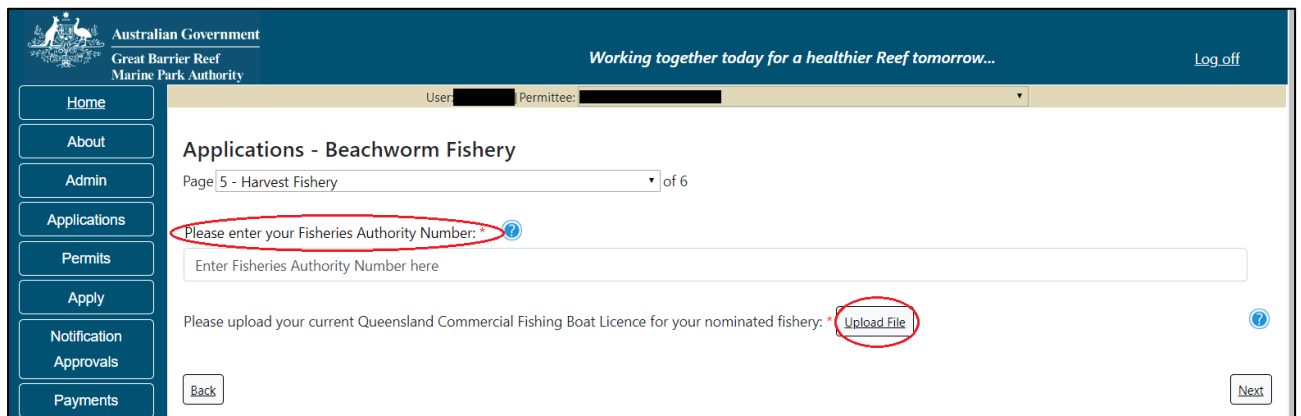 Australian Government
Great Barrier Reef
Marine Park Authority
Working together today for a healthier Reef tomorrow...
Log off
Home
About
Admin
Applications
Permits
Apply
Notification
Approvals
Payments
User: Permittee:
Applications - Beachworm Fishery
Page 5 - Harvest Fishery of 6
Please enter your Fisheries Authority Number: * ?
Enter Fisheries Authority Number here
Please upload your current Queensland Commercial Fishing Boat Licence for your nominated fishery: * Upload File ?
Back Next